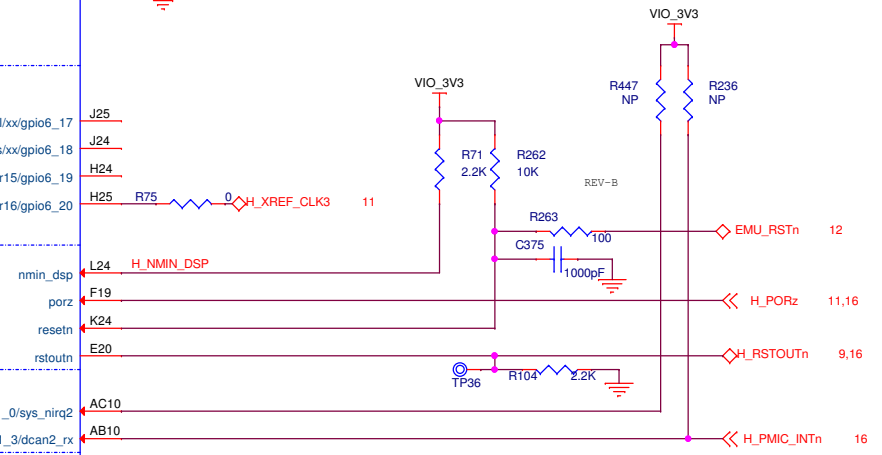 VIO_3V3
R447
NP
R236
NP
VIO_3V3
l/xx/gpio6_17
J25
s/xx/gpio6_18
J24
r15/gpio6_19
H24
r16/gpio6_20
H25
R75
0
H_XREF_CLK3
11
R71
2.2K
R262
10K
REV-B
R263
100
EMU_RSTn
12
C375
1000pF
nmin_dsp
L24
H_NMIN_DSP
porz
F19
H_PORz
11,16
resetn
K24
rstoutn
E20
H_RSTOUTn
9,16
TP36
R104
2.2K
_0/sys_nirq2
AC10
1_3/dcan2_rx
AB10
H_PMIC_INTn
16